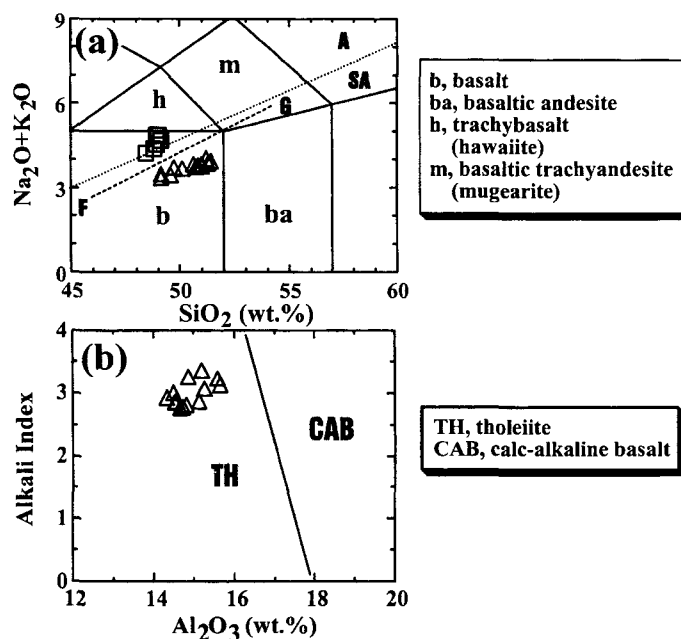 (a)
9
6
3
0
Na₂O+K₂O
A
SA
m
h
G
F
b
ba
45
50
55
60
SiO₂ (wt.%)
b, basalt
ba, basaltic andesite
h, trachybasalt
(hawaiite)
m, basaltic trachyandesite
(mugearite)
(b)
4
3
2
1
0
Alkali Index
TH
CAB
12
14
16
18
20
Al₂O₃ (wt.%)
TH, tholeiite
CAB, calc-alkaline basalt